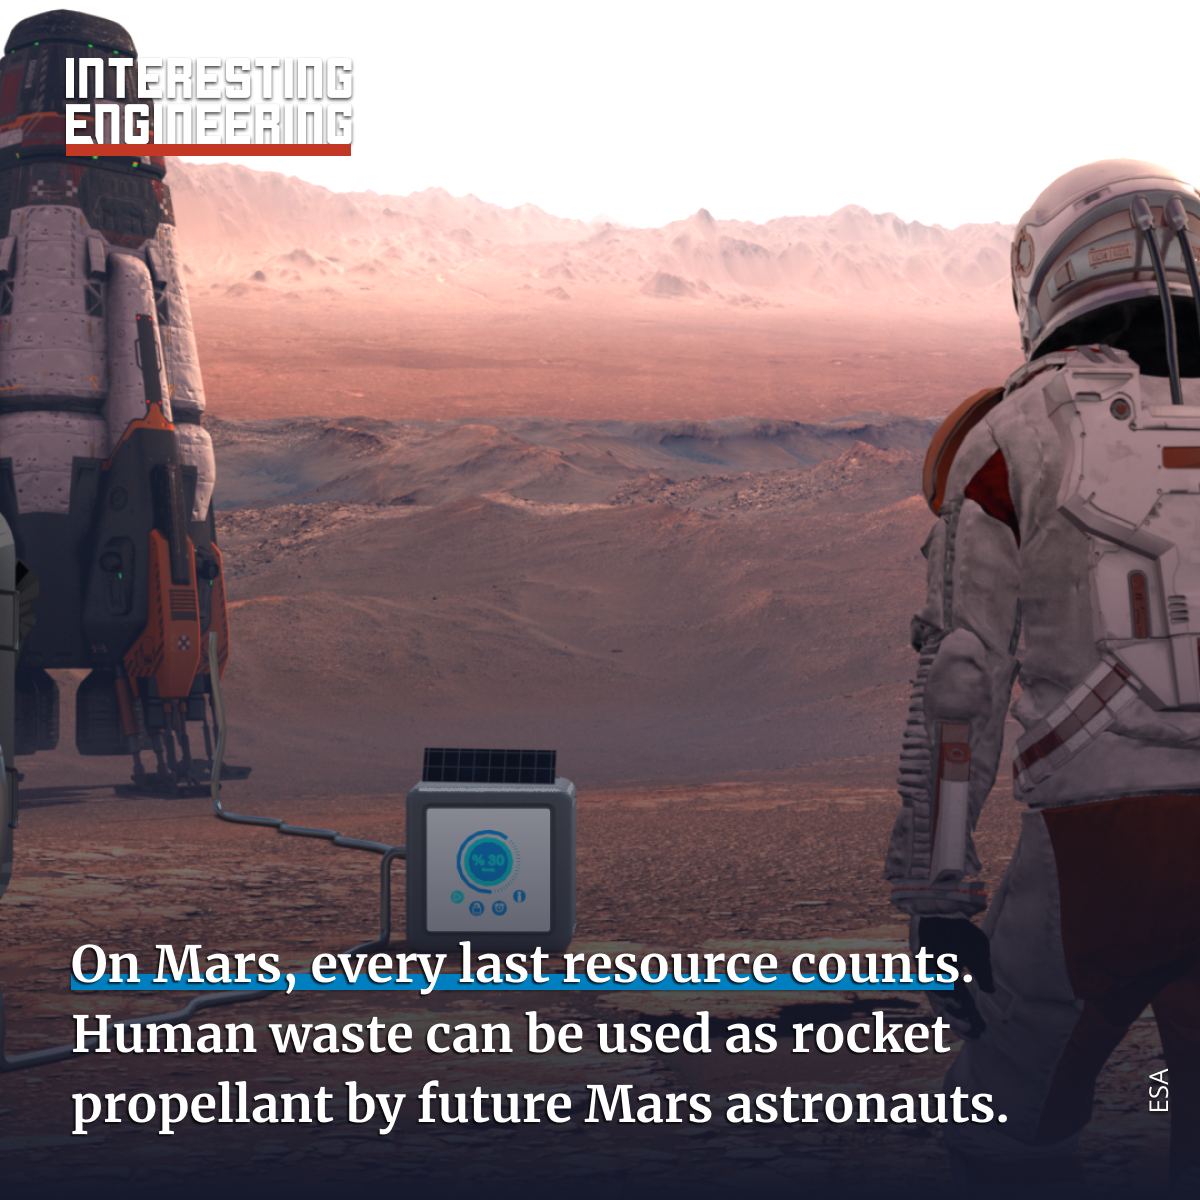 INTERESTING
ENGINEERING
% 30
On Mars, every last resource counts.
Human waste can be used as rocket
propellant by future Mars astronauts.
ESA